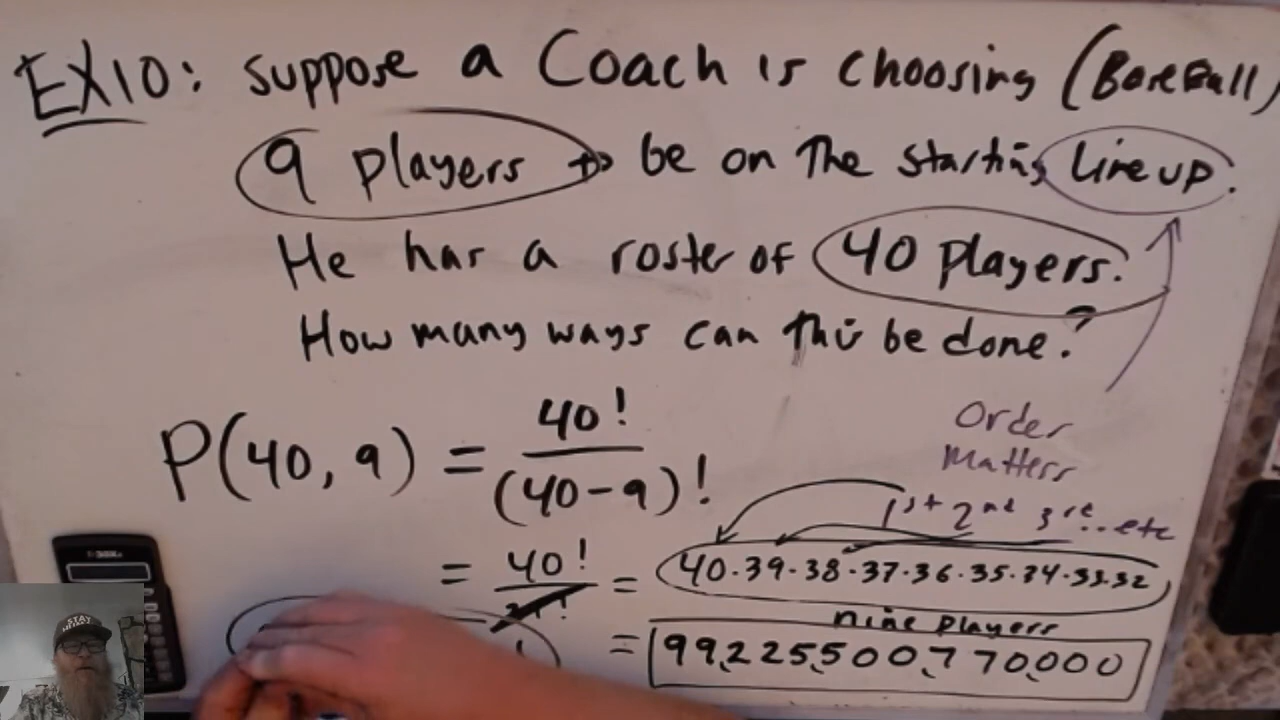 EX10: Suppose a Coach is choosing (BaseBall)
9 players to be on the starting line up.
He has a roster of 40 players.
How many ways can this be done?
P(40, 9) = 40! / (40-9)!
Order
Matters
1st 2nd 3rd...etc
= 40! / 31! = 40·39·38·37·36·35·34·33·32
nine players
= 99,225,500,770,000
STAY